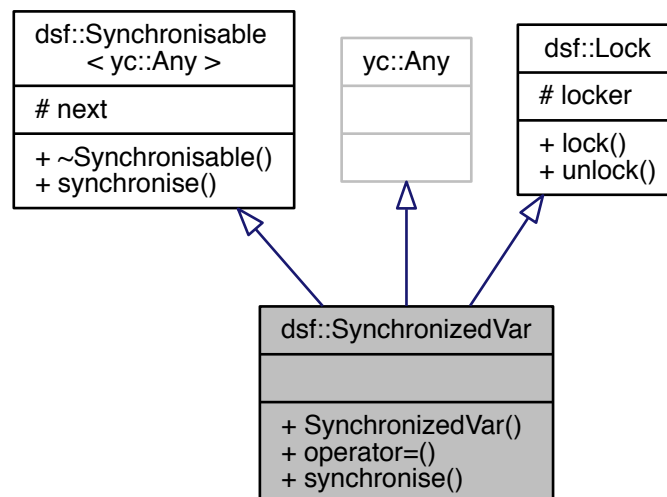 dsf::Synchronisable
< yc::Any >
# next
+ ~Synchronisable()
+ synchronise()
yc::Any
dsf::Lock
# locker
+ lock()
+ unlock()
dsf::SynchronizedVar
+ SynchronizedVar()
+ operator=()
+ synchronise()